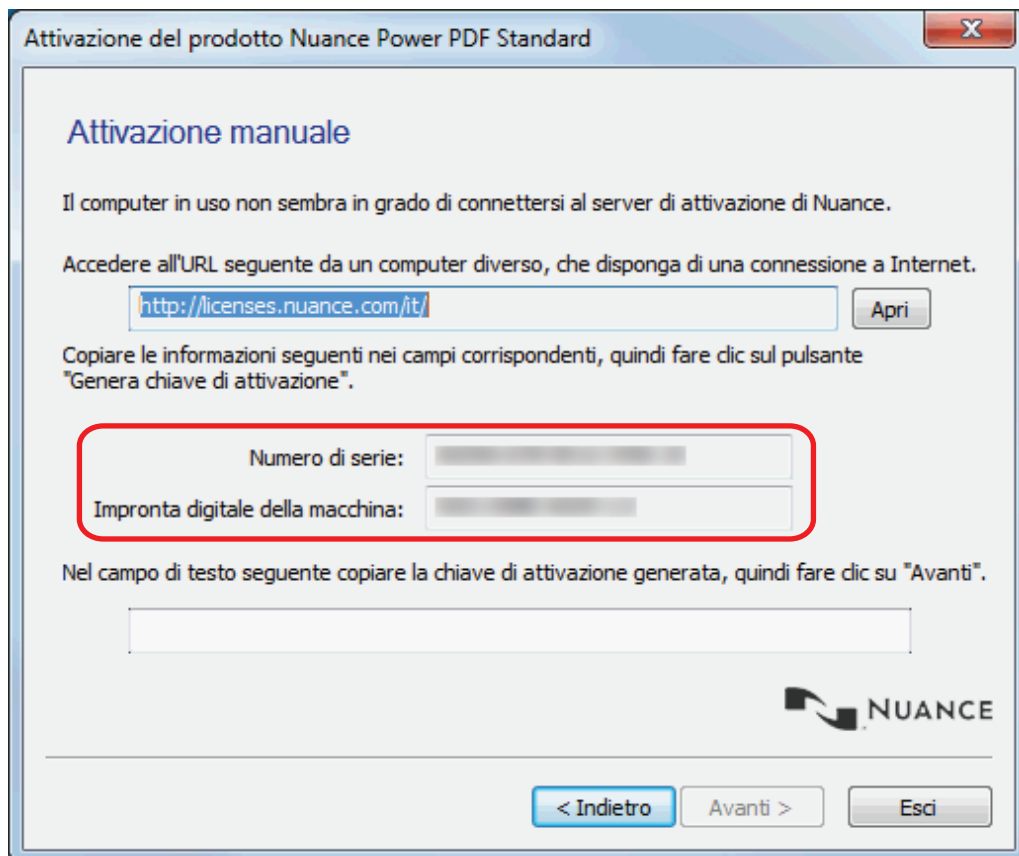 Attivazione del prodotto Nuance Power PDF Standard
X
Attivazione manuale
Il computer in uso non sembra in grado di connettersi al server di attivazione di Nuance.
Accedere all'URL seguente da un computer diverso, che disponga di una connessione a Internet.
http://licenses.nuance.com/it/
Apri
Copiare le informazioni seguenti nei campi corrispondenti, quindi fare clic sul pulsante
"Genera chiave di attivazione".
Numero di serie:
Impronta digitale della macchina:
Nel campo di testo seguente copiare la chiave di attivazione generata, quindi fare clic su "Avanti".
NUANCE
< Indietro
Avanti >
Esci